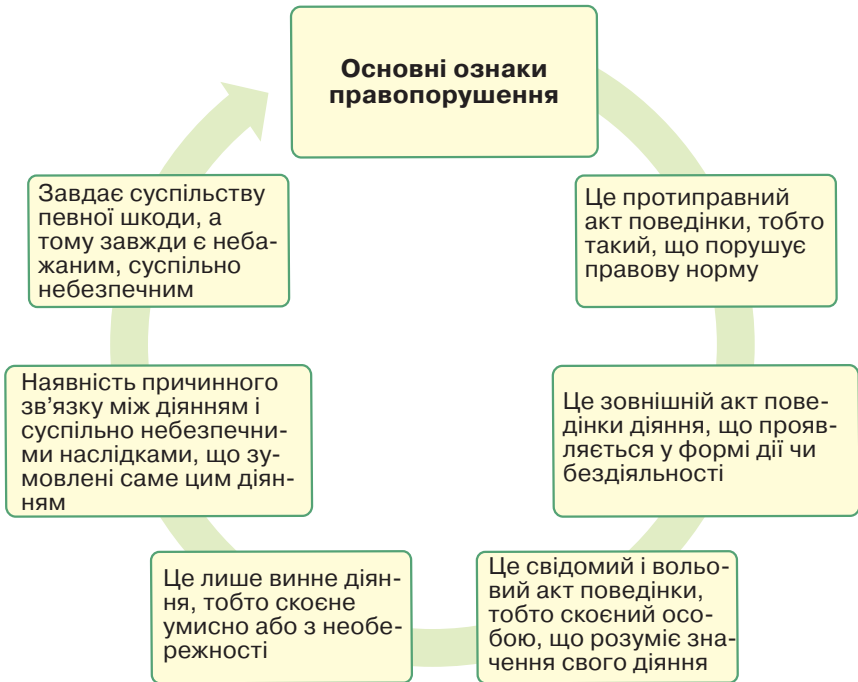 Основні ознаки
правопорушення
Це протиправний
акт поведінки, тобто
такий, що порушує
правову норму
Це зовнішній акт пове-
дінки діяння, що прояв-
ляється у формі дії чи
бездіяльності
Це свідомий і вольо-
вий акт поведінки,
тобто скоєний осо-
бою, що розуміє зна-
чення свого діяння
Це лише винне діян-
ня, тобто скоєне
умисно або з необе-
режності
Наявність причинного
зв’язку між діянням і
суспільно небезпечни-
ми наслідками, що зу-
мовлені саме цим діян-
ням
Завдає суспільству
певної шкоди, а
тому завжди є неба-
жаним, суспільно
небезпечним